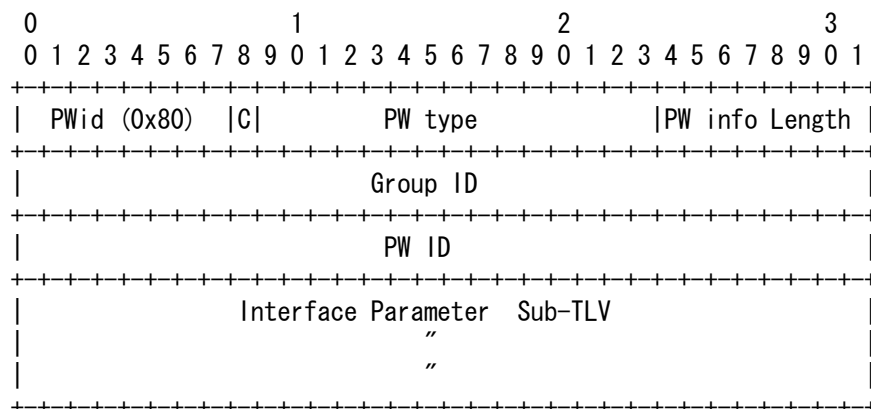 0                   1                   2                   3
0 1 2 3 4 5 6 7 8 9 0 1 2 3 4 5 6 7 8 9 0 1 2 3 4 5 6 7 8 9 0 1
+-+-+-+-+-+-+-+-+-+-+-+-+-+-+-+-+-+-+-+-+-+-+-+-+-+-+-+-+-+-+-+-+
|  PWid (0x80)  |C|         PW type             |PW info Length |
+-+-+-+-+-+-+-+-+-+-+-+-+-+-+-+-+-+-+-+-+-+-+-+-+-+-+-+-+-+-+-+-+
|                          Group ID                             |
+-+-+-+-+-+-+-+-+-+-+-+-+-+-+-+-+-+-+-+-+-+-+-+-+-+-+-+-+-+-+-+-+
|                           PW ID                               |
+-+-+-+-+-+-+-+-+-+-+-+-+-+-+-+-+-+-+-+-+-+-+-+-+-+-+-+-+-+-+-+-+
|                Interface Parameter  Sub-TLV                   |
|                              "                                |
|                              "                                |
+-+-+-+-+-+-+-+-+-+-+-+-+-+-+-+-+-+-+-+-+-+-+-+-+-+-+-+-+-+-+-+-+